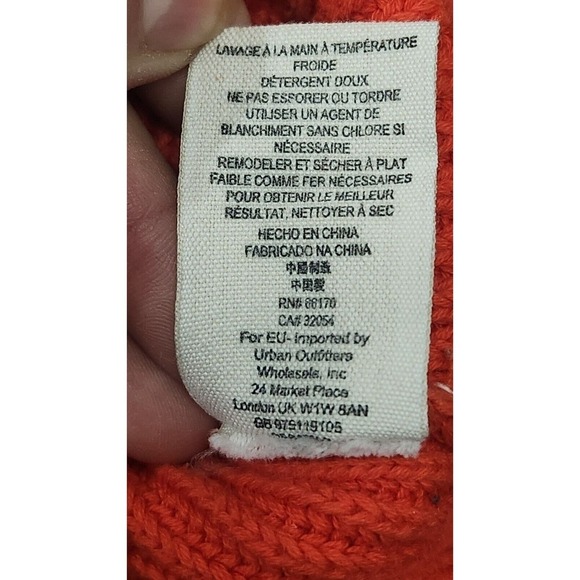 LAVAGE À LA MAIN À TEMPÉRATURE
FROIDE
DÉTERGENT DOUX
NE PAS ESSORER OU TORDRE
UTILISER UN AGENT DE
BLANCHIMENT SANS CHLORE SI
NÉCESSAIRE
REMODELER ET SÉCHER À PLAT
FAIBLE COMME FER NÉCESSAIRES
POUR OBTENIR LE MEILLEUR
RÉSULTAT, NETTOYER À SEC
HECHO EN CHINA
FABRICADO NA CHINA
中國制造
中国製
RN# 66170
CA# 32054
For EU- Imported by
Urban Outfitters
Wholesale, Inc
24 Market Place
London UK W1W 8AN
GB 975119105